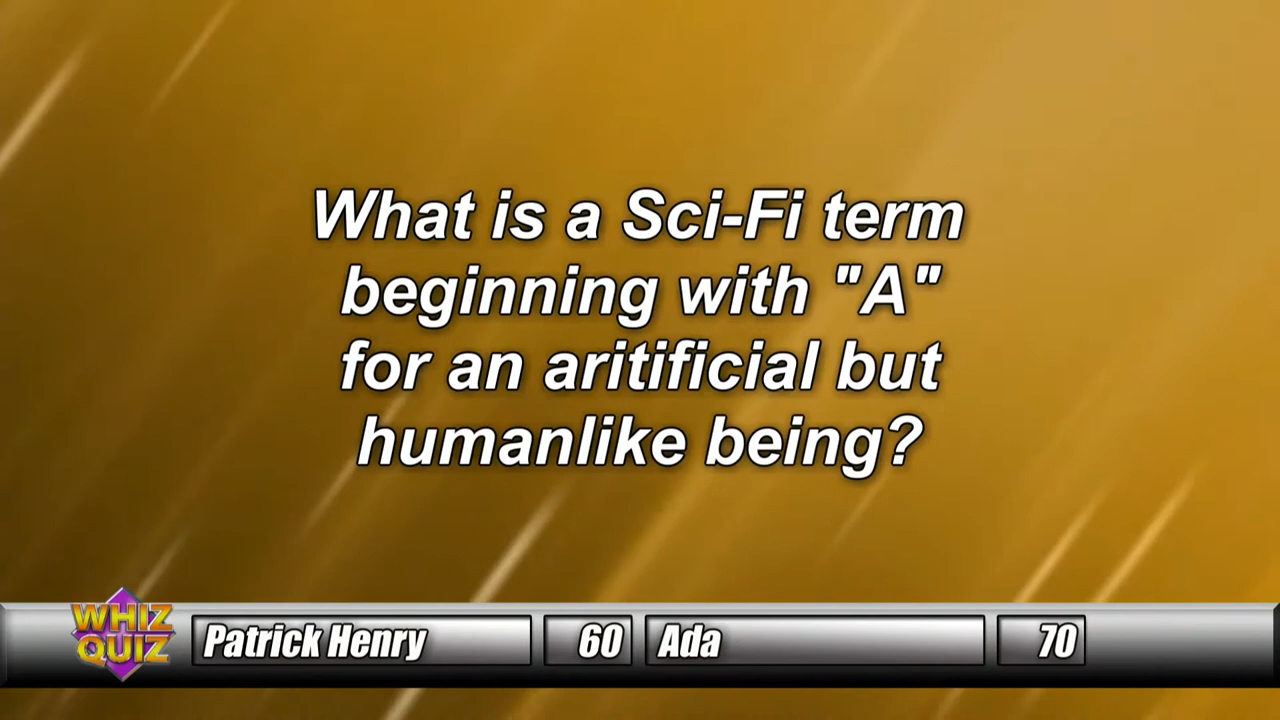 What is a Sci-Fi term
beginning with "A"
for an aritificial but
humanlike being?
WHIZ
QUIZ
Patrick Henry 60 Ada 70